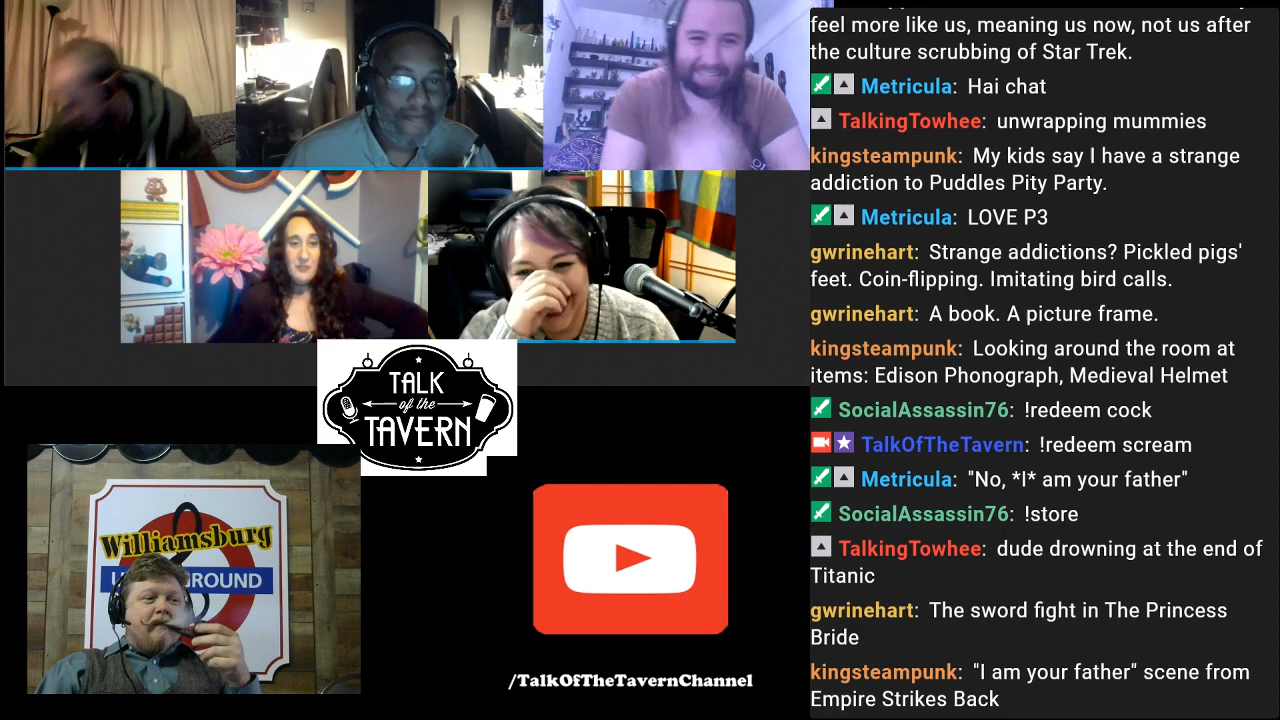 feel more like us, meaning us now, not us after
the culture scrubbing of Star Trek.
Metricula: Hai chat
TalkingTowhee: unwrapping mummies
kingsteampunk: My kids say I have a strange
addiction to Puddles Pity Party.
Metricula: LOVE P3
gwrinehart: Strange addictions? Pickled pigs'
feet. Coin-flipping. Imitating bird calls.
gwrinehart: A book. A picture frame.
kingsteampunk: Looking around the room at
items: Edison Phonograph, Medieval Helmet
SocialAssassin76: !redeem cock
TalkOfTheTavern: !redeem scream
Metricula: "No, *I* am your father"
SocialAssassin76: !store
TalkingTowhee: dude drowning at the end of
Titanic
gwrinehart: The sword fight in The Princess
Bride
kingsteampunk: "I am your father" scene from
Empire Strikes Back
TALK
of the
TAVERN
Williamsburg
/TalkOfTheTavernChannel